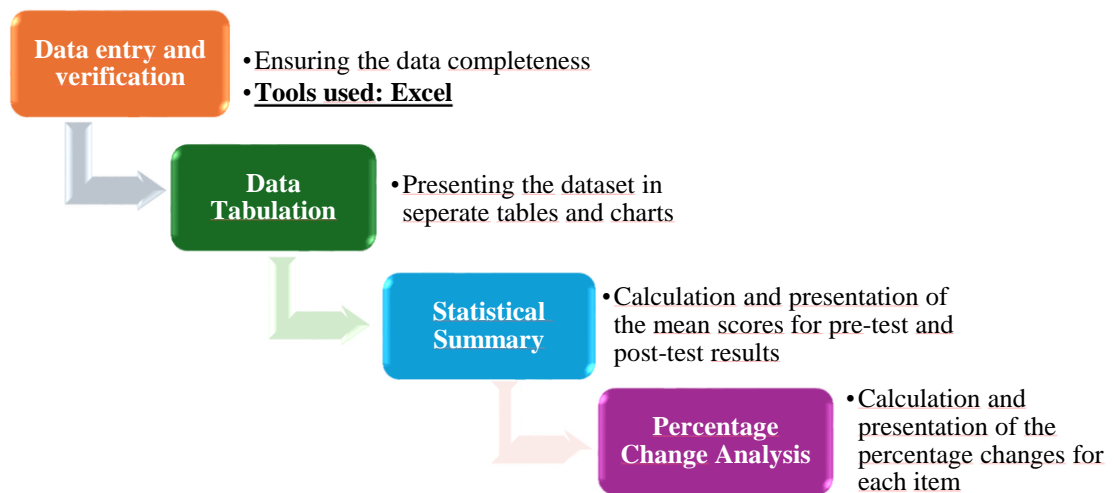 Data entry and
verification
•Ensuring the data completeness
•Tools used: Excel
Data
Tabulation
•Presenting the dataset in
seperate tables and charts
Statistical
Summary
•Calculation and presentation of
the mean scores for pre-test and
post-test results
Percentage
Change Analysis
•Calculation and
presentation of the
percentage changes for
each item